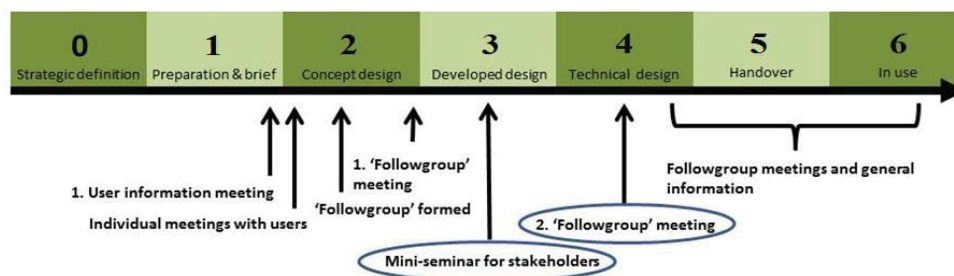 0 1 2 3 4 5 6
Strategic definition Preparation & brief Concept design Developed design Technical design Handover In use
1. 'Followgroup'
meeting
Followgroup meetings and general
information
1. User information meeting
'Followgroup' formed
Individual meetings with users
2. 'Followgroup' meeting
Mini-seminar for stakeholders